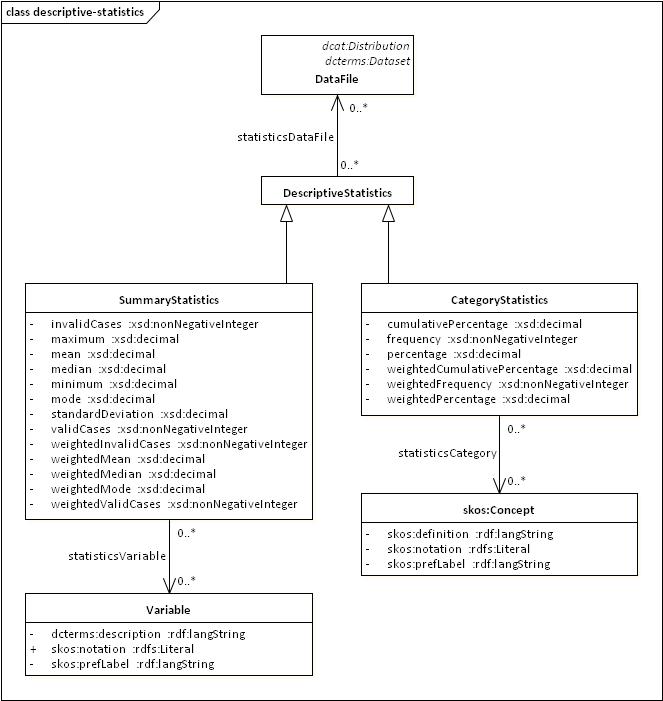 class descriptive-statistics
dcat:Distribution
dcterms:Dataset
DataFile
0..*
statisticsDataFile
0..*
DescriptiveStatistics
SummaryStatistics
- invalidCases :xsd:nonNegativeInteger
- maximum :xsd:decimal
- mean :xsd:decimal
- median :xsd:decimal
- minimum :xsd:decimal
- mode :xsd:decimal
- standardDeviation :xsd:decimal
- validCases :xsd:nonNegativeInteger
- weightedInvalidCases :xsd:nonNegativeInteger
- weightedMean :xsd:decimal
- weightedMedian :xsd:decimal
- weightedMode :xsd:decimal
- weightedValidCases :xsd:nonNegativeInteger
CategoryStatistics
- cumulativePercentage :xsd:decimal
- frequency :xsd:nonNegativeInteger
- percentage :xsd:decimal
- weightedCumulativePercentage :xsd:decimal
- weightedFrequency :xsd:nonNegativeInteger
- weightedPercentage :xsd:decimal
0..*
statisticsCategory
0..*
skos:Concept
- skos:definition :rdf:langString
- skos:notation :rdfs:Literal
- skos:prefLabel :rdf:langString
0..*
statisticsVariable
0..*
Variable
- dcterms:description :rdf:langString
+ skos:notation :rdfs:Literal
- skos:prefLabel :rdf:langString